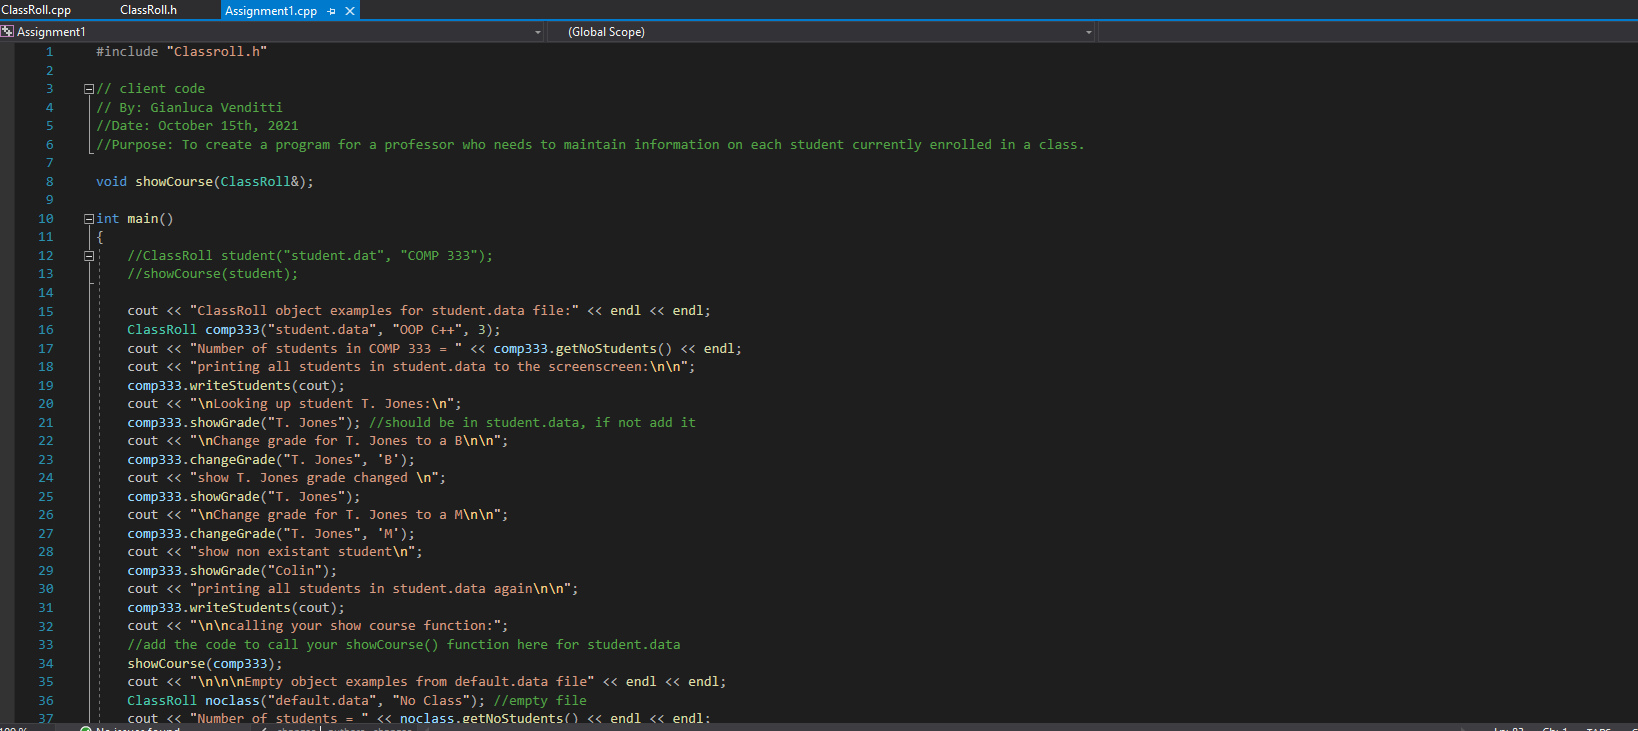 ClassRoll.cpp ClassRoll.h Assignment1.cpp
Assignment1 (Global Scope)
1 #include "Classroll.h"
2
3 // client code
4 // By: Gianluca Venditti
5 //Date: October 15th, 2021
6 //Purpose: To create a program for a professor who needs to maintain information on each student currently enrolled in a class.
7
8 void showCourse(ClassRoll&);
9
10 int main()
11 {
12 //ClassRoll student("student.dat", "COMP 333");
13 //showCourse(student);
14
15 cout << "ClassRoll object examples for student.data file:" << endl << endl;
16 ClassRoll comp333("student.data", "OOP C++", 3);
17 cout << "Number of students in COMP 333 = " << comp333.getNoStudents() << endl;
18 cout << "printing all students in student.data to the screenscreen:\n\n";
19 comp333.writeStudents(cout);
20 cout << "\nLooking up student T. Jones:\n";
21 comp333.showGrade("T. Jones"); //should be in student.data, if not add it
22 cout << "\nChange grade for T. Jones to a B\n\n";
23 comp333.changeGrade("T. Jones", 'B');
24 cout << "show T. Jones grade changed \n";
25 comp333.showGrade("T. Jones");
26 cout << "\nChange grade for T. Jones to a M\n\n";
27 comp333.changeGrade("T. Jones", 'M');
28 cout << "show non existant student\n";
29 comp333.showGrade("Colin");
30 cout << "printing all students in student.data again\n\n";
31 comp333.writeStudents(cout);
32 cout << "\n\ncalling your show course function:";
33 //add the code to call your showCourse() function here for student.data
34 showCourse(comp333);
35 cout << "\n\n\nEmpty object examples from default.data file" << endl << endl;
36 ClassRoll noclass("default.data", "No Class"); //empty file
37 cout << "Number of students = " << noclass.getNoStudents() << endl << endl;
No issues found